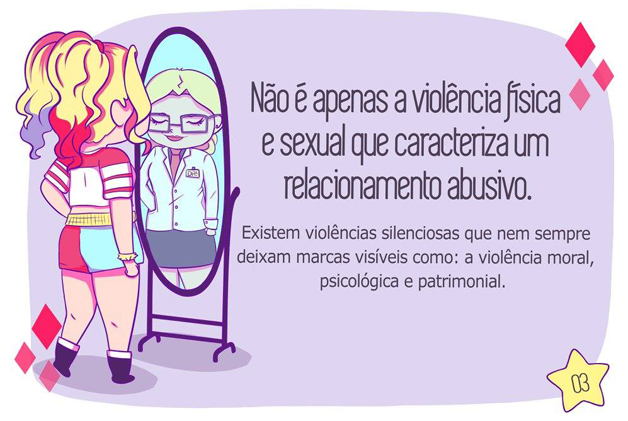 Não é apenas a violência física
e sexual que caracteriza um
relacionamento abusivo.
Existem violências silenciosas que nem sempre
deixam marcas visíveis como: a violência moral,
psicológica e patrimonial.
03